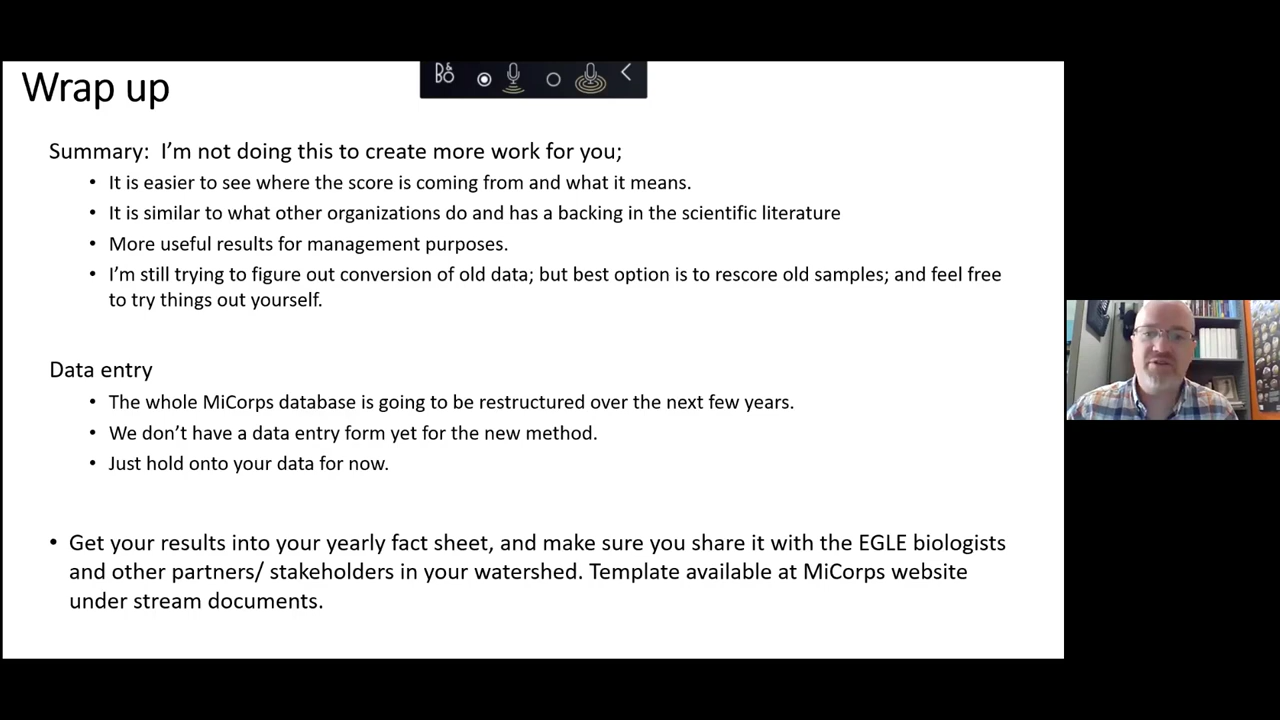 Wrap up
B&O
Summary:  I'm not doing this to create more work for you;
• It is easier to see where the score is coming from and what it means.
• It is similar to what other organizations do and has a backing in the scientific literature
• More useful results for management purposes.
• I'm still trying to figure out conversion of old data; but best option is to rescore old samples; and feel free
to try things out yourself.
Data entry
• The whole MiCorps database is going to be restructured over the next few years.
• We don't have a data entry form yet for the new method.
• Just hold onto your data for now.
• Get your results into your yearly fact sheet, and make sure you share it with the EGLE biologists
and other partners/ stakeholders in your watershed. Template available at MiCorps website
under stream documents.